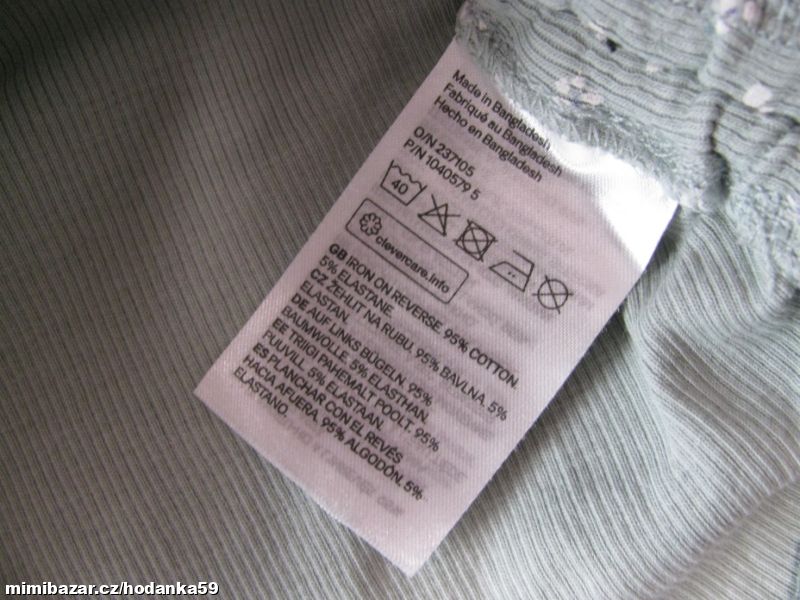 Made in Bangladesh
Fabriqué au Bangladesh
Hecho en Bangladesh
O/N 237105
P/N 1040579 5
40
clevercare.info
GB IRON ON REVERSE. 95% COTTON.
5% ELASTANE.
CZ ŽEHLIT NA RUBU. 95% BAVLNA. 5%
ELASTAN.
DE AUF LINKS BÜGELN. 95%
BAUMWOLLE. 5% ELASTHAN.
EE TRIIGI PAHEMALT POOLT. 95%
PUUVILL. 5% ELASTAAN.
ES PLANCHAR CON EL REVÉS
HACIA AFUERA. 95% ALGODÓN. 5%
ELASTANO.
mimibazar.cz/hodanka59